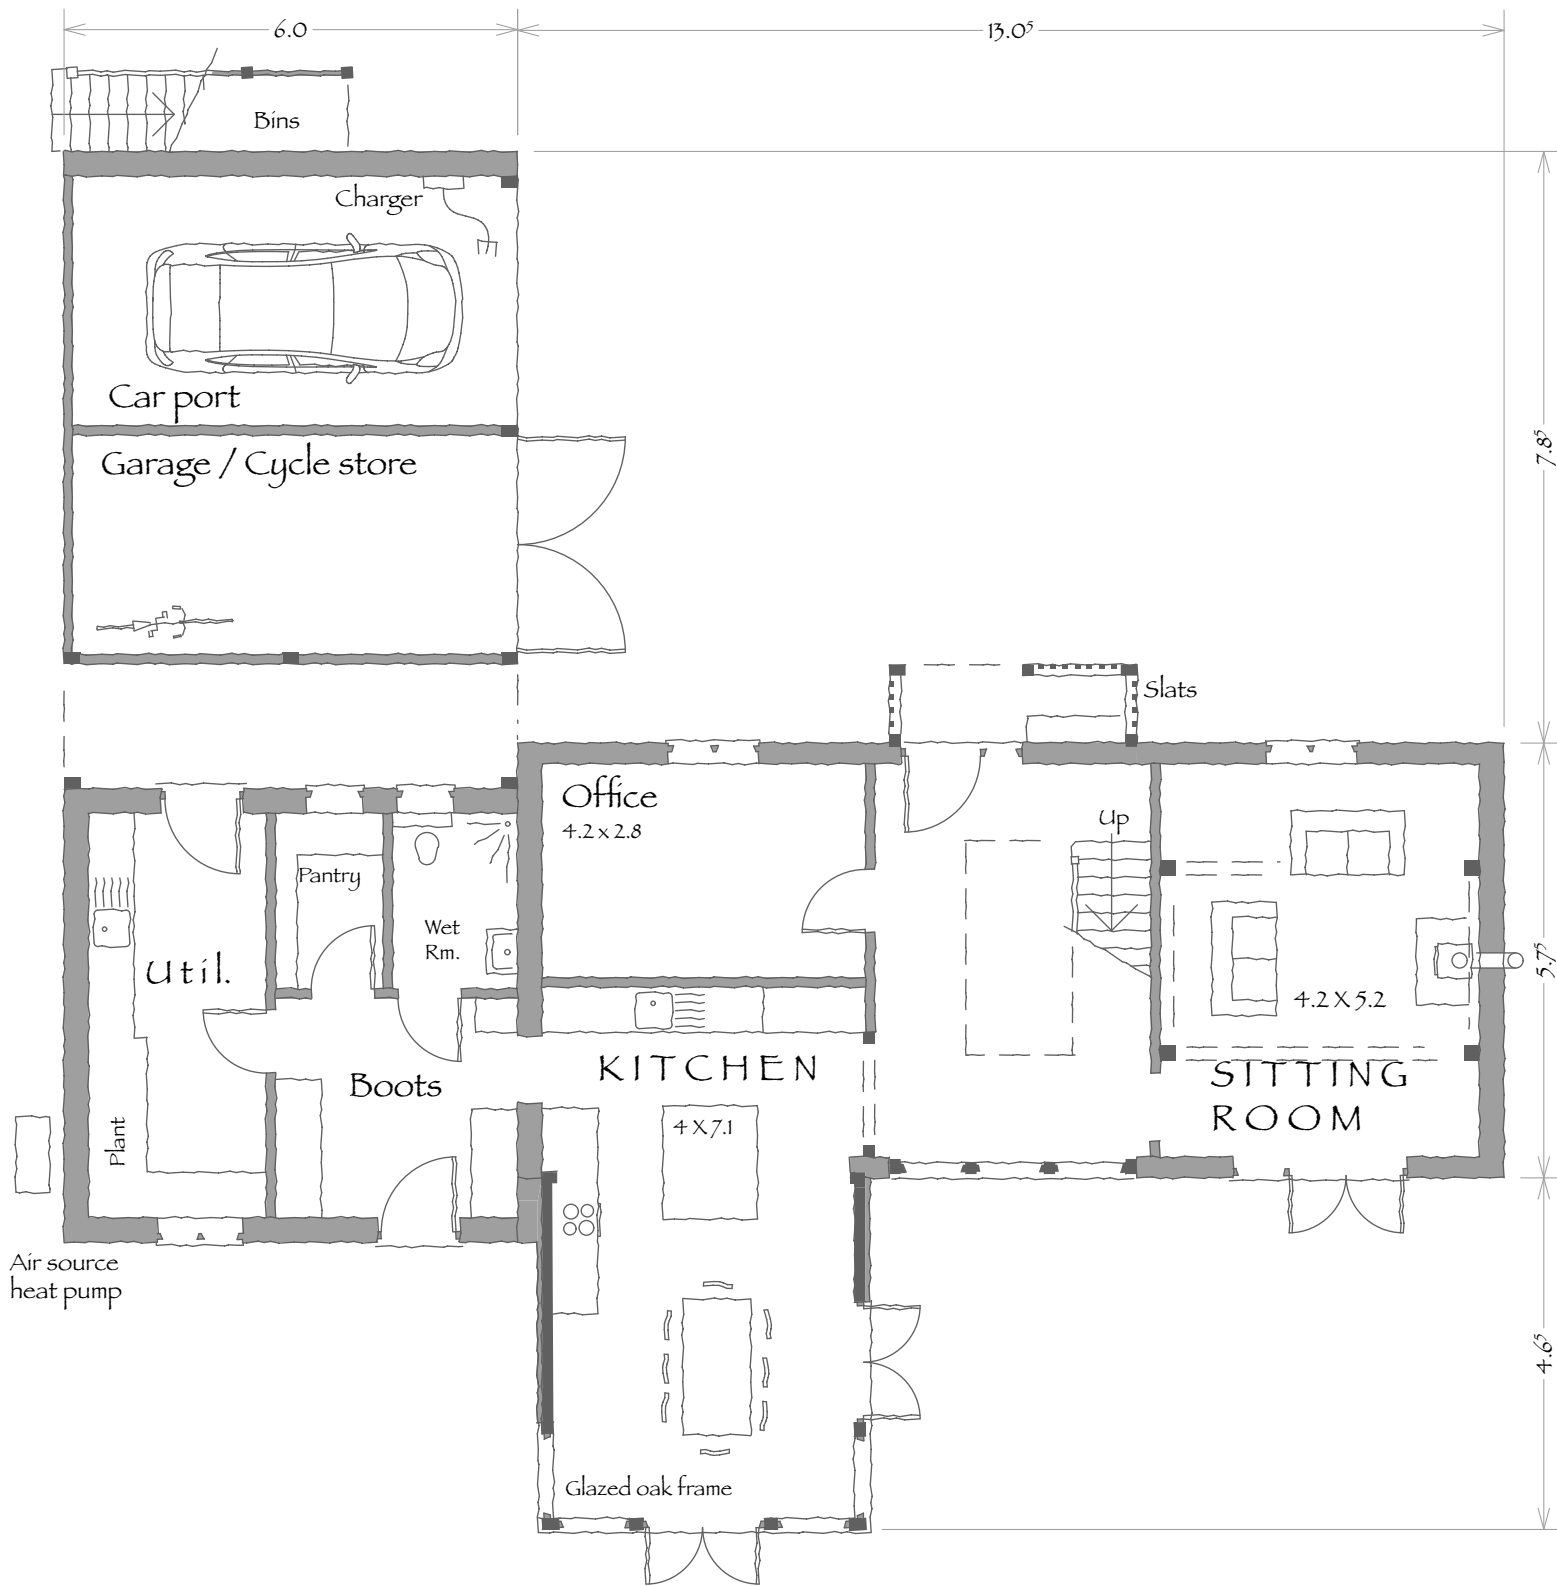 6.0
13.0⁵
Bins
Charger
Car port
7.8⁵
Garage / Cycle store
Slats
Office
4.2 x 2.8
Up
Pantry
Wet
Rm.
Util.
5.7⁵
4.2 X 5.2
KITCHEN
SITTING
ROOM
Boots
4 X 7.1
Plant
Air source
heat pump
4.6⁵
Glazed oak frame